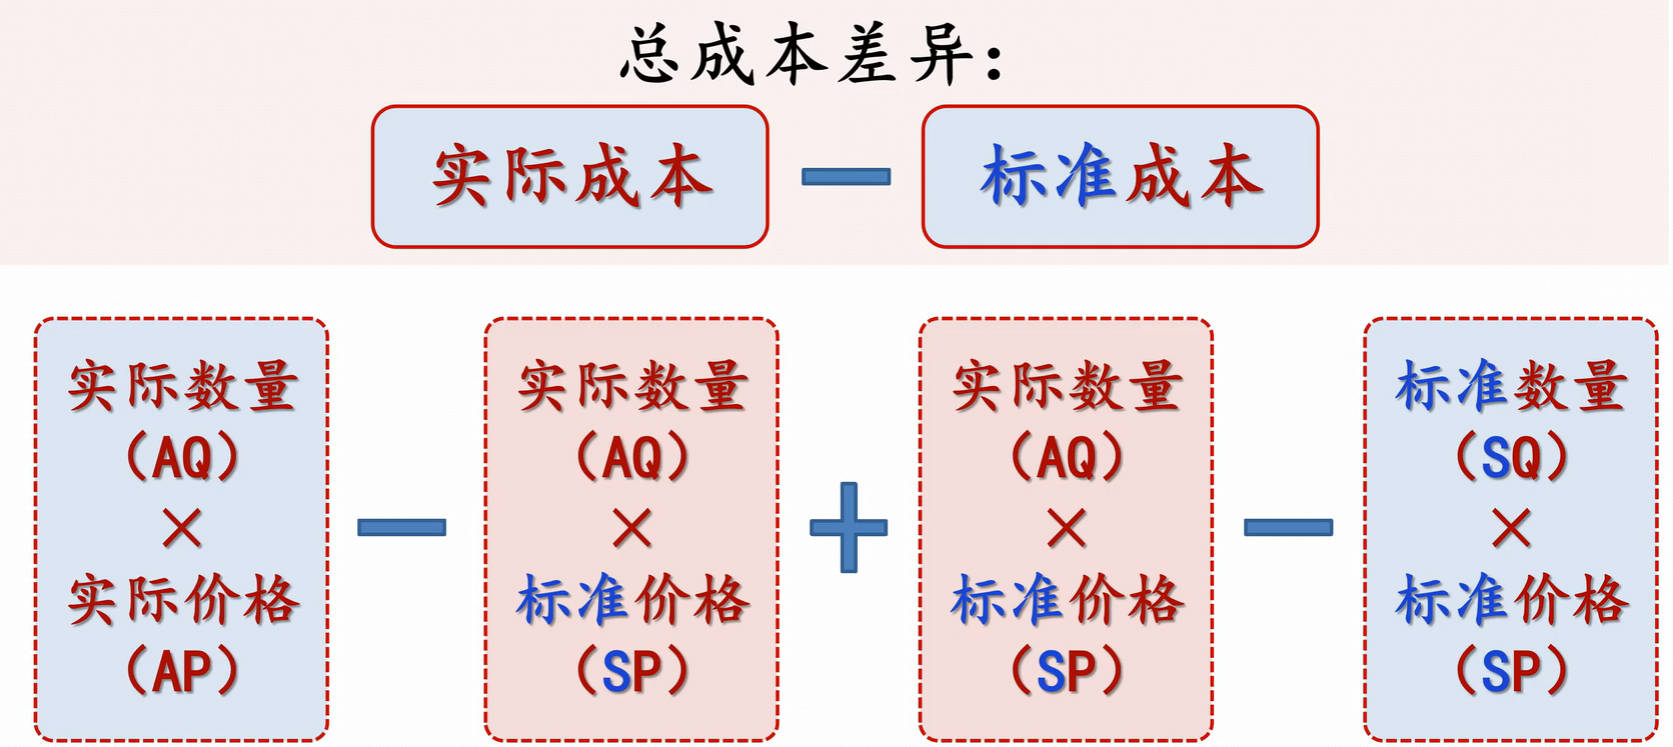 总成本差异:
实际成本 — 标准成本
实际数量
(AQ)
×
实际价格
(AP)
—
实际数量
(AQ)
×
标准价格
(SP)
+
实际数量
(AQ)
×
标准价格
(SP)
—
标准数量
(SQ)
×
标准价格
(SP)